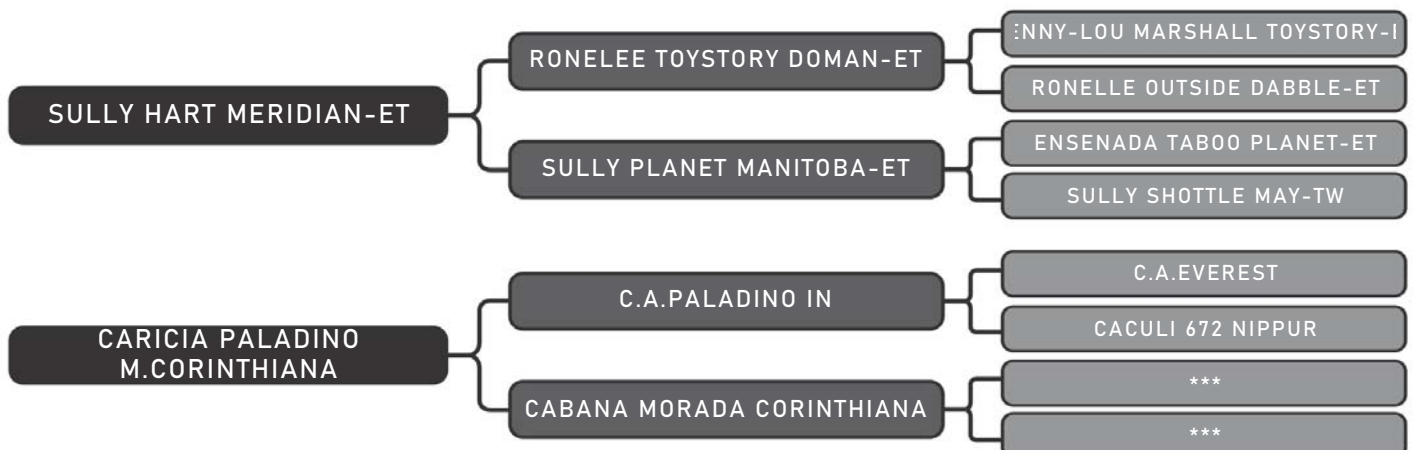 SULLY HART MERIDIAN-ET
RONELEE TOYSTORY DOMAN-ET
SULLY PLANET MANITOBA-ET
:NNY-LOU MARSHALL TOYSTORY-I
RONELLE OUTSIDE DABBLE-ET
ENSENADA TABOO PLANET-ET
SULLY SHOTTLE MAY-TW
CARICIA PALADINO
M.CORINTHIANA
C.A.PALADINO IN
CABANA MORADA CORINTHIANA
C.A.EVEREST
CACULI 672 NIPPUR
***
***